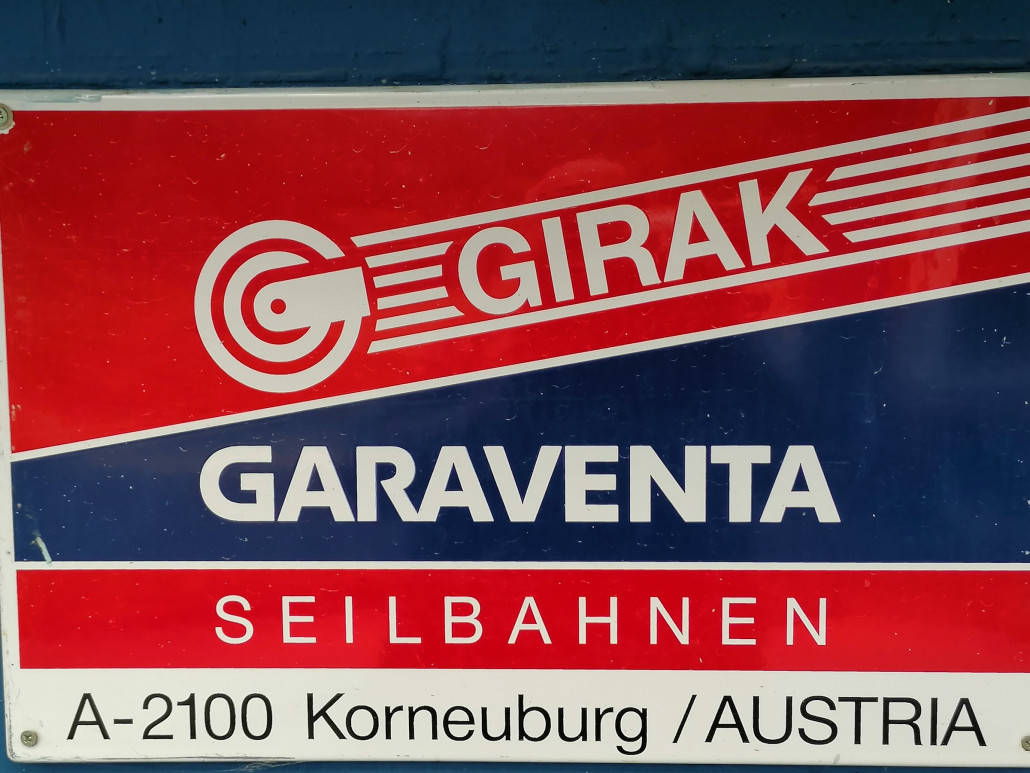 GIRAK
GARAVENTA
SEILBAHNEN
A-2100 Korneuburg /AUSTRIA